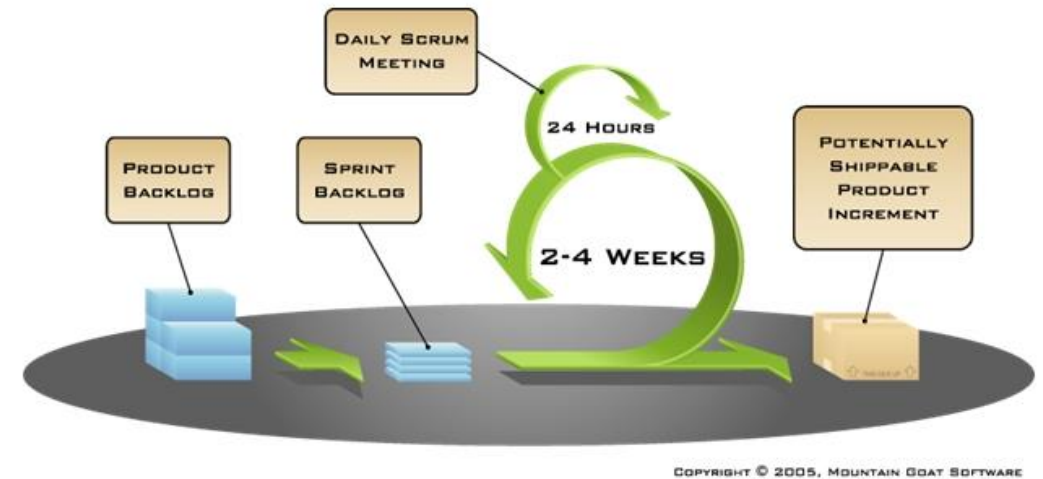 DAILY SCRUM
MEETING
24 HOURS
PRODUCT
BACKLOG
SPRINT
BACKLOG
POTENTIALLY
SHIPPABLE
PRODUCT
INCREMENT
2-4 WEEKS
COPYRIGHT © 2005, MOUNTAIN GOAT SOFTWARE